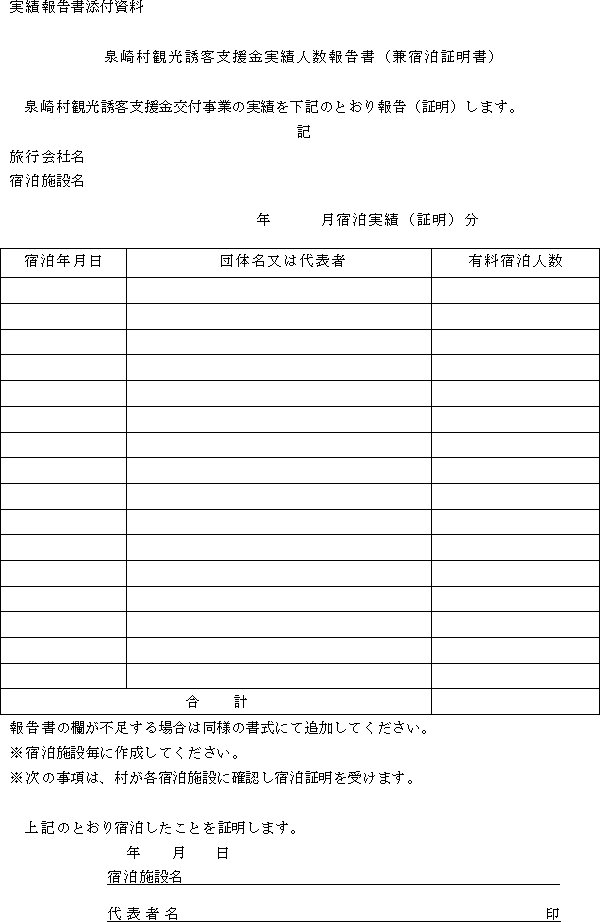 実績報告書添付資料
泉崎村観光誘客支援金実績人数報告書（兼宿泊証明書）
泉崎村観光誘客支援金交付事業の実績を下記のとおり報告（証明）します。
記
旅行会社名
宿泊施設名
年　　　月宿泊実績（証明）分
宿泊年月日　団体名又は代表者　有料宿泊人数
合　　計
報告書の欄が不足する場合は同様の書式にて追加してください。
※宿泊施設毎に作成してください。
※次の事項は、村が各宿泊施設に確認し宿泊証明を受けます。
上記のとおり宿泊したことを証明します。
年　　月　　日
宿泊施設名
代表者名　印